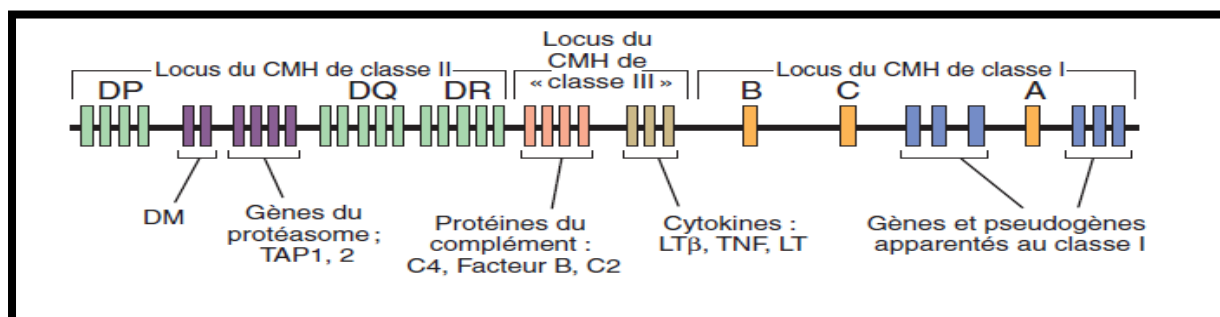 Locus du CMH de classe II
Locus du
CMH de
« classe III »
Locus du CMH de classe I
DP
DQ
DR
B
C
A
DM
Gènes du
protéasome ;
TAP1, 2
Protéines du
complément :
C4, Facteur B, C2
Cytokines :
LTβ, TNF, LT
Gènes et pseudogènes
apparentés au classe I